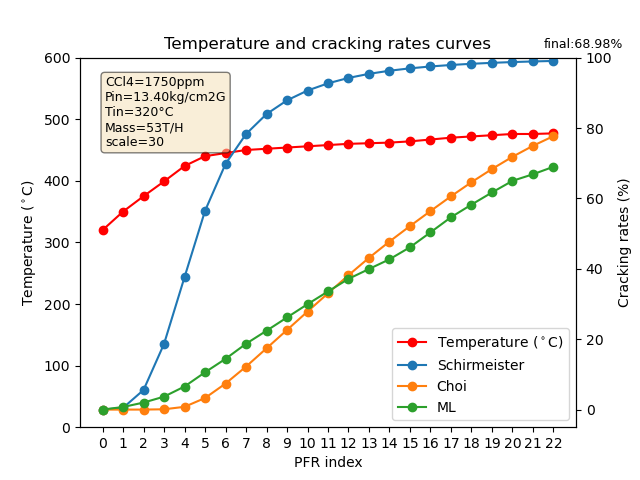 Temperature and cracking rates curves
final:68.98%
CCl4=1750ppm
Pin=13.40kg/cm2G
Tin=320°C
Mass=53T/H
scale=30
Temperature (°C)
600
500
400
300
200
100
0
100
80
60
40
20
0
Cracking rates (%)
Temperature (°C)
Schirmeister
Choi
ML
0 1 2 3 4 5 6 7 8 9 10 11 12 13 14 15 16 17 18 19 20 21 22
PFR index